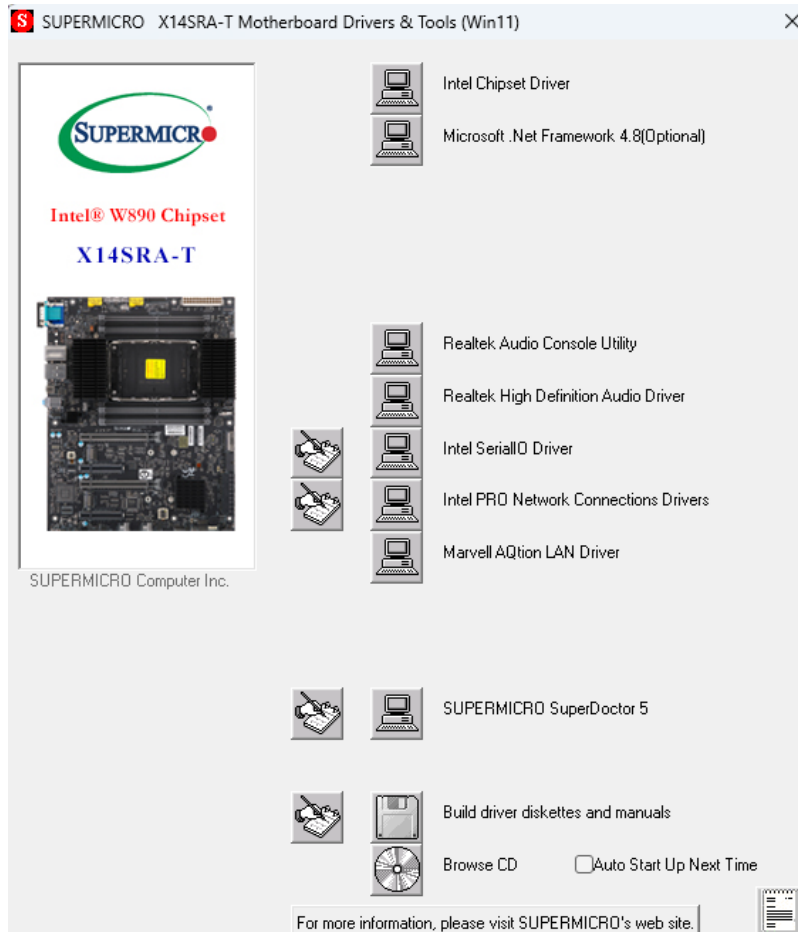 S SUPERMICRO X14SRA-T Motherboard Drivers & Tools (Win11)
SUPERMICR
Intel® W890 Chipset
X14SRA-T
SUPERMICRO Computer Inc.
Intel Chipset Driver
Microsoft .Net Framework 4.8(Optional)
Realtek Audio Console Utility
Realtek High Definition Audio Driver
Intel SerialIO Driver
Intel PRO Network Connections Drivers
Marvell AQtion LAN Driver
SUPERMICRO SuperDoctor 5
Build driver diskettes and manuals
Browse CD
Auto Start Up Next Time
For more information, please visit SUPERMICRO's web site.